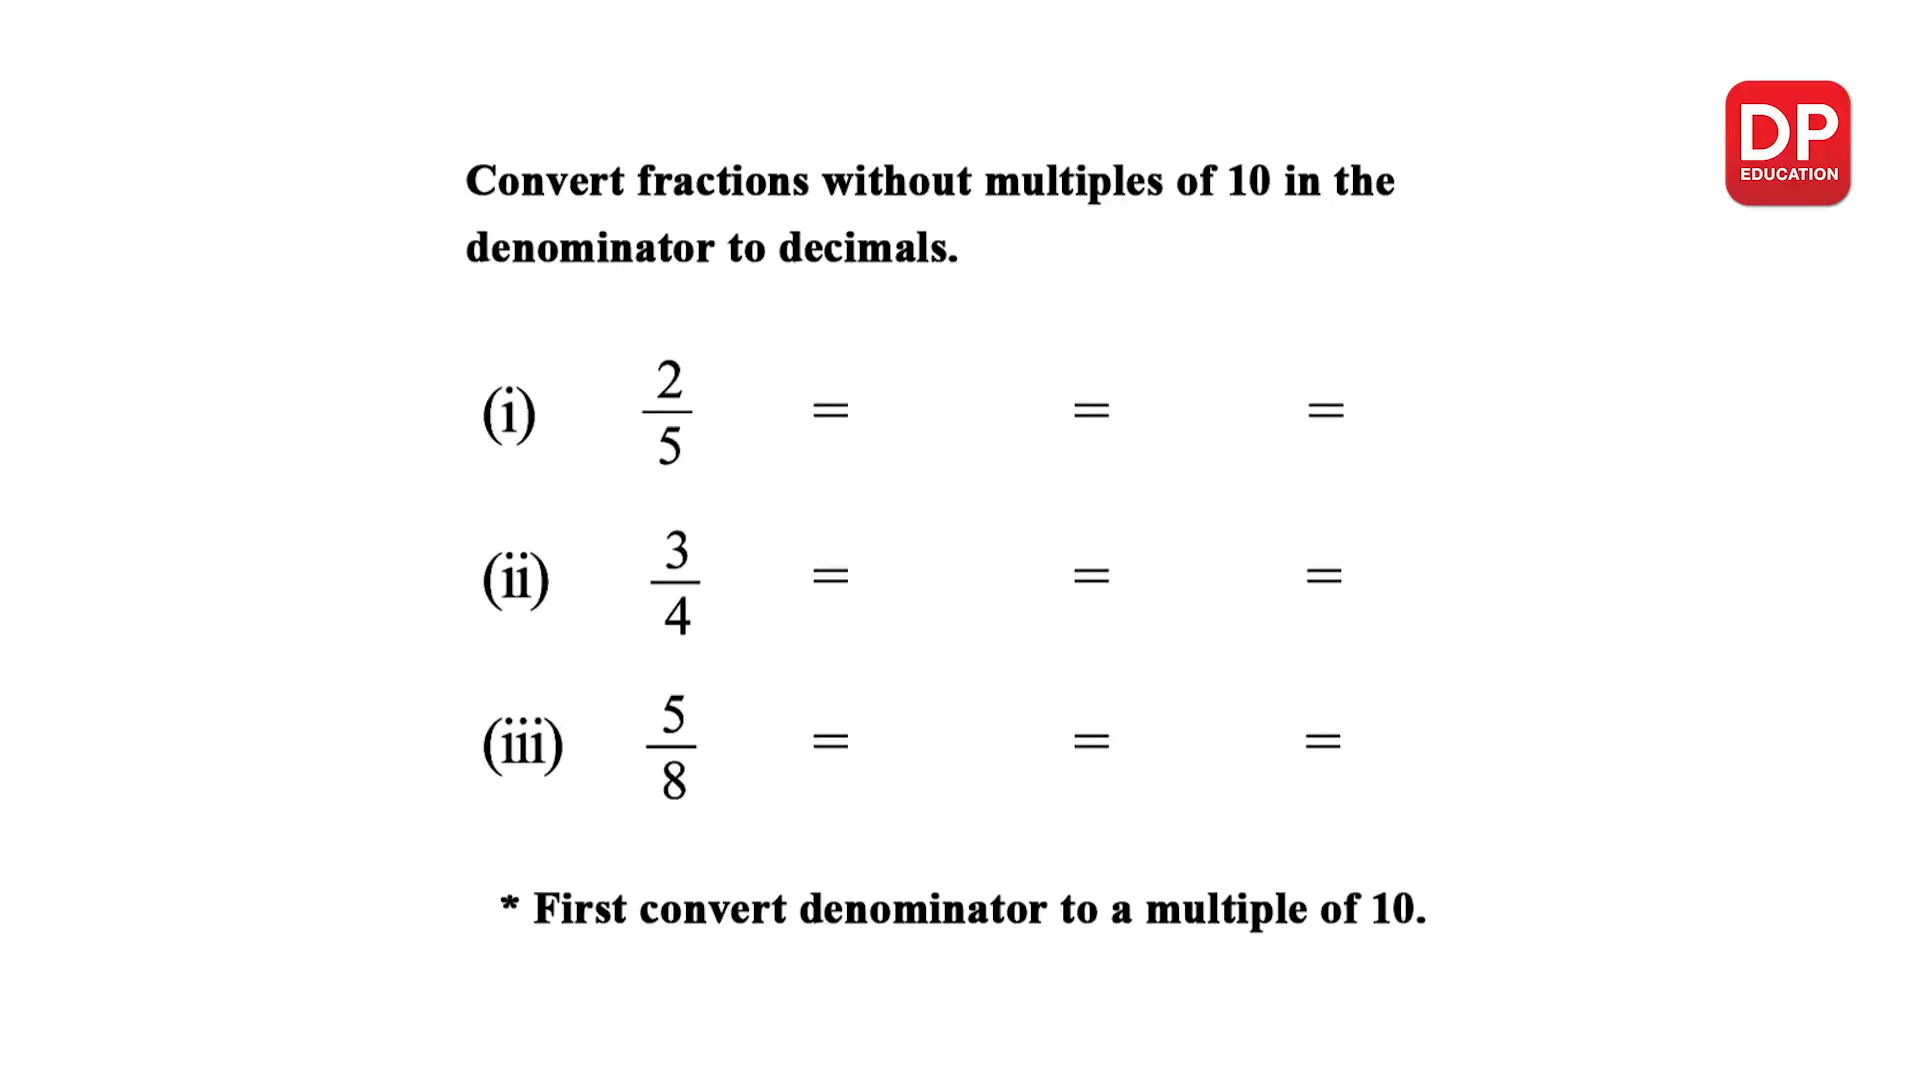 DP
EDUCATION
Convert fractions without multiples of 10 in the
denominator to decimals.
(i) 2/5 = = =
(ii) 3/4 = = =
(iii) 5/8 = = =
* First convert denominator to a multiple of 10.